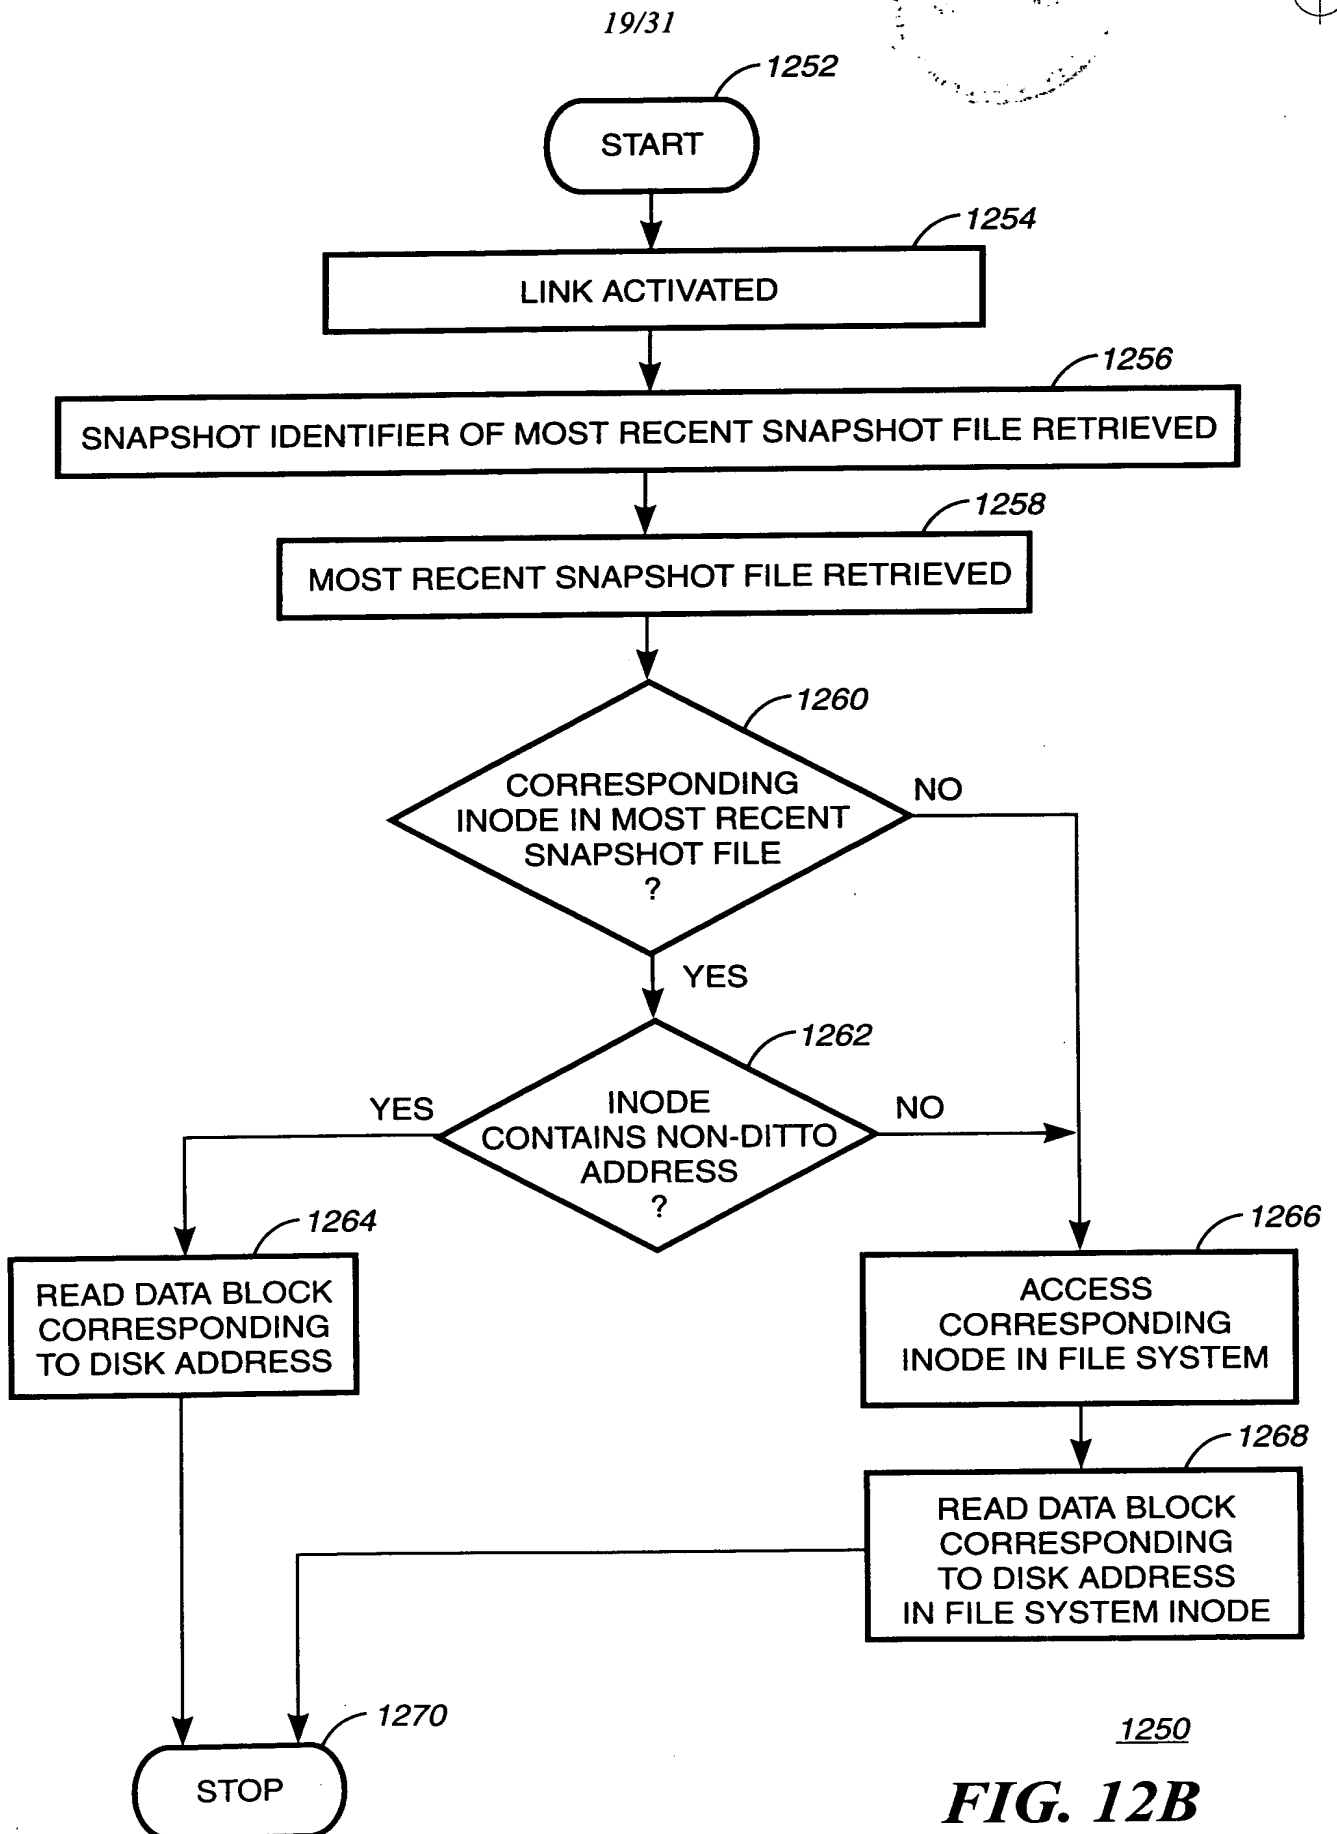 19/31
1252
START
1254
LINK ACTIVATED
1256
SNAPSHOT IDENTIFIER OF MOST RECENT SNAPSHOT FILE RETRIEVED
1258
MOST RECENT SNAPSHOT FILE RETRIEVED
1260
CORRESPONDING
INODE IN MOST RECENT
SNAPSHOT FILE
?
NO
YES
1262
INODE
CONTAINS NON-DITTO
ADDRESS
?
YES
NO
1264
READ DATA BLOCK
CORRESPONDING
TO DISK ADDRESS
1266
ACCESS
CORRESPONDING
INODE IN FILE SYSTEM
1268
READ DATA BLOCK
CORRESPONDING
TO DISK ADDRESS
IN FILE SYSTEM INODE
1270
STOP
1250
FIG. 12B